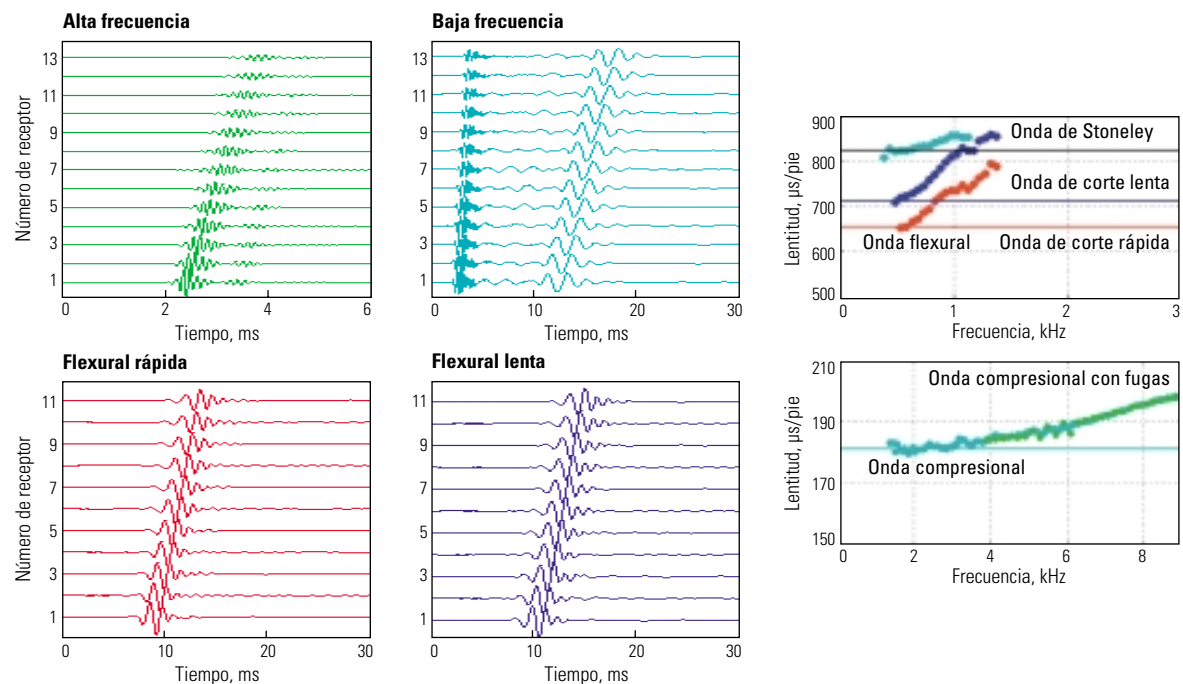 Alta frecuencia
Número de receptor
13
11
9
7
5
3
1
0 2 4 6
Tiempo, ms
Baja frecuencia
13
11
9
7
5
3
1
0 10 20 30
Tiempo, ms
Flexural rápida
Número de receptor
11
9
7
5
3
1
0 10 20 30
Tiempo, ms
Flexural lenta
11
9
7
5
3
1
0 10 20 30
Tiempo, ms
Lentitud, µs/pie
900
800
700
600
500
Onda de Stoneley
Onda de corte lenta
Onda flexural
Onda de corte rápida
0 1 2 3
Frecuencia, kHz
Lentitud, µs/pie
210
190
170
150
Onda compresional con fugas
Onda compresional
0 2 4 6 8
Frecuencia, kHz